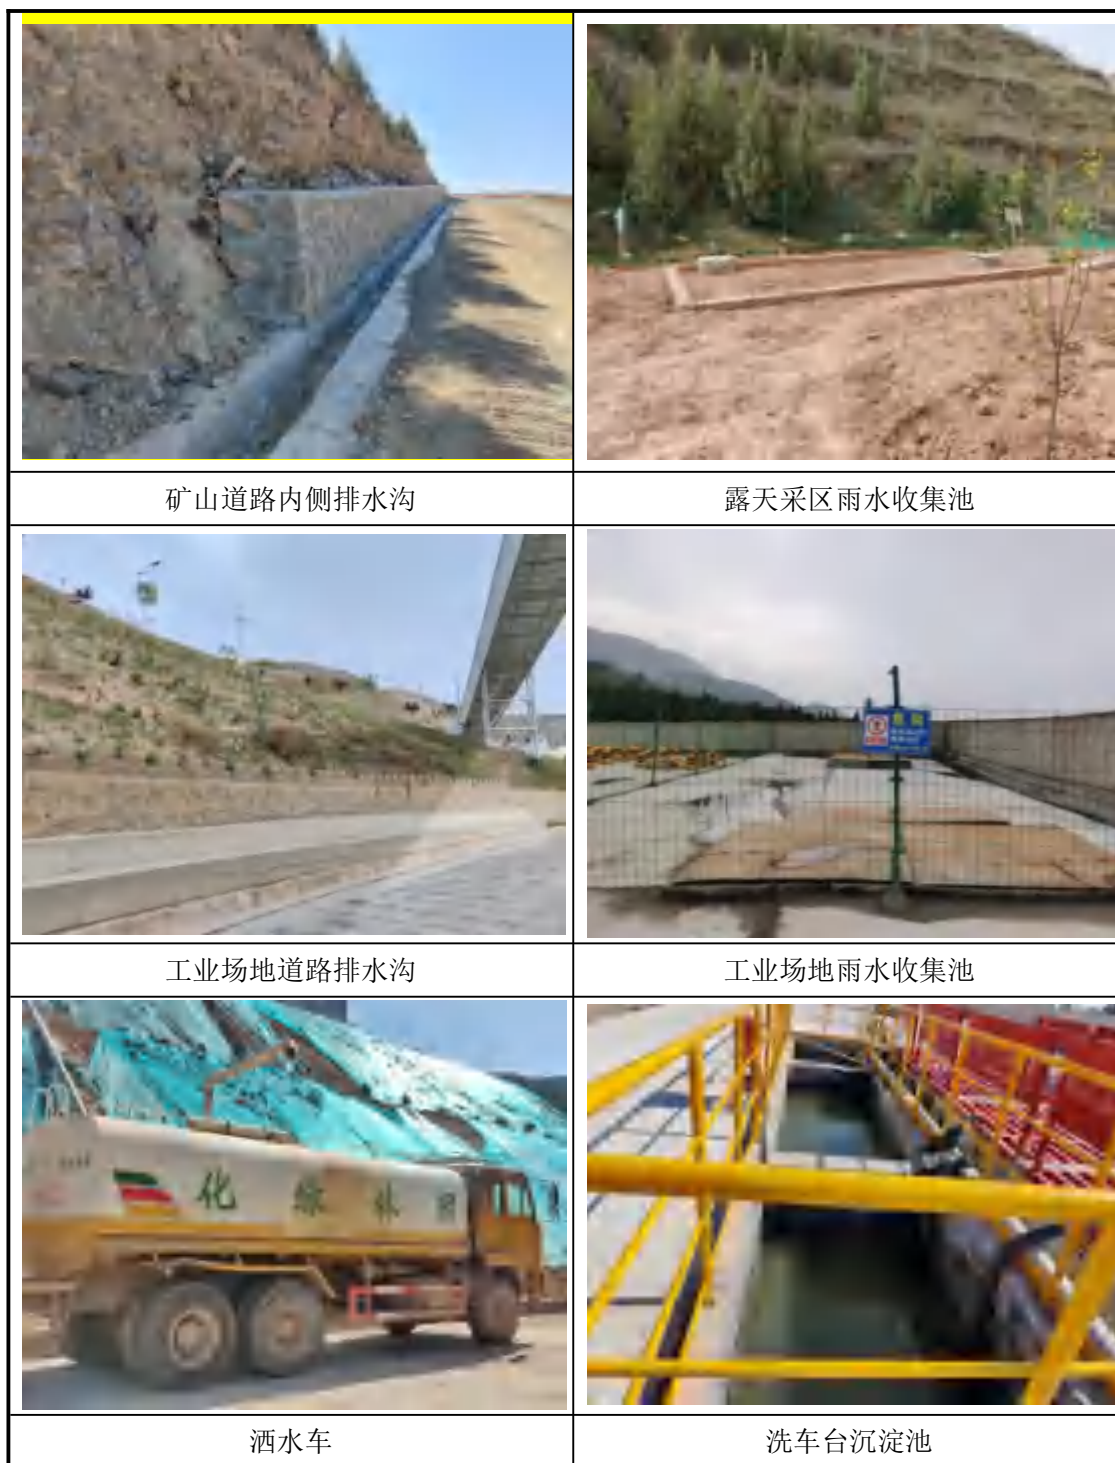 矿山道路内侧排水沟
露天采区雨水收集池
工业场地道路排水沟
工业场地雨水收集池
化绿林园
洒水车
洗车台沉淀池